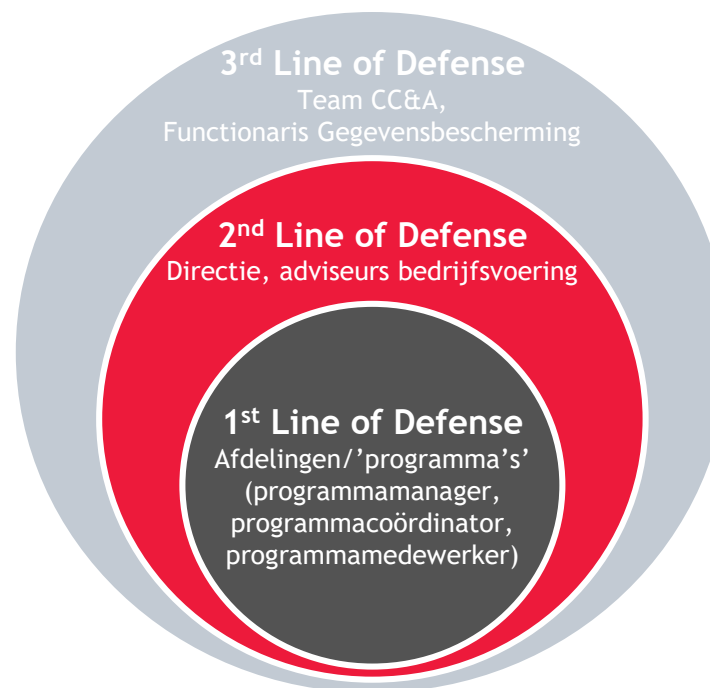 3rd Line of Defense
Team CC&A,
Functionaris Gegevensbescherming
2nd Line of Defense
Directie, adviseurs bedrijfsvoering
1st Line of Defense
Afdelingen/’programma’s’
(programmamanager,
programmacoördinator,
programmamedewerker)